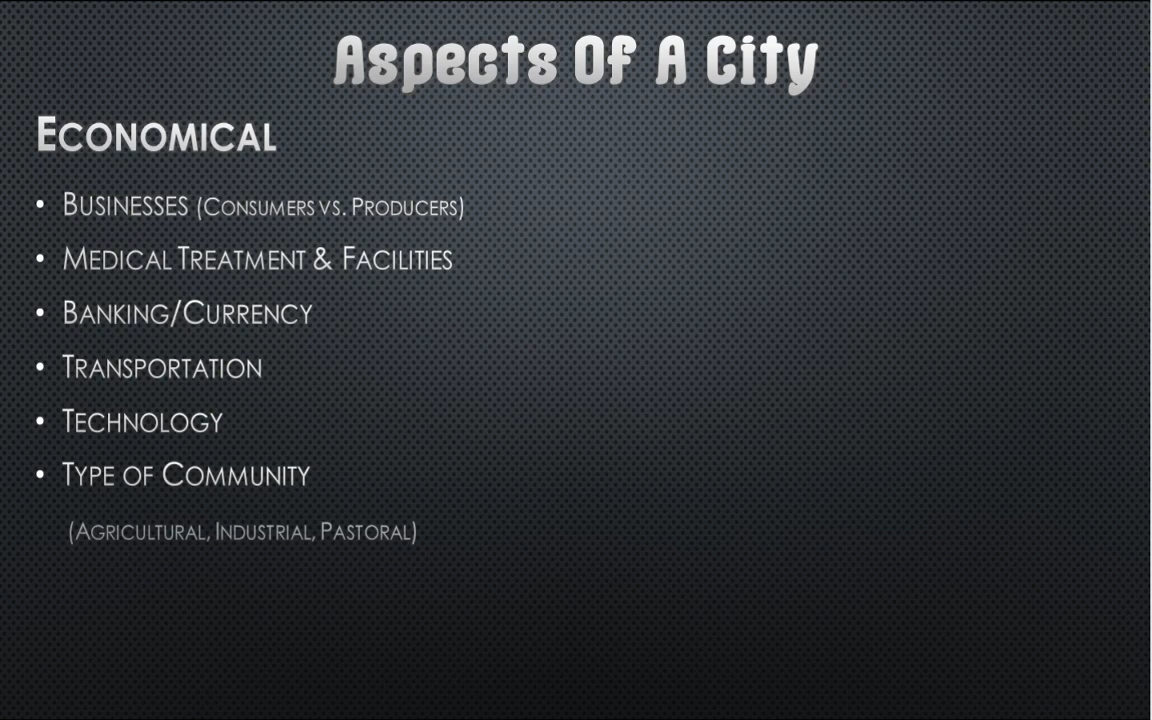 Aspects Of A City
ECONOMICAL
• BUSINESSES (CONSUMERS VS. PRODUCERS)
• MEDICAL TREATMENT & FACILITIES
• BANKING/CURRENCY
• TRANSPORTATION
• TECHNOLOGY
• TYPE OF COMMUNITY
(AGRICULTURAL, INDUSTRIAL, PASTORAL)